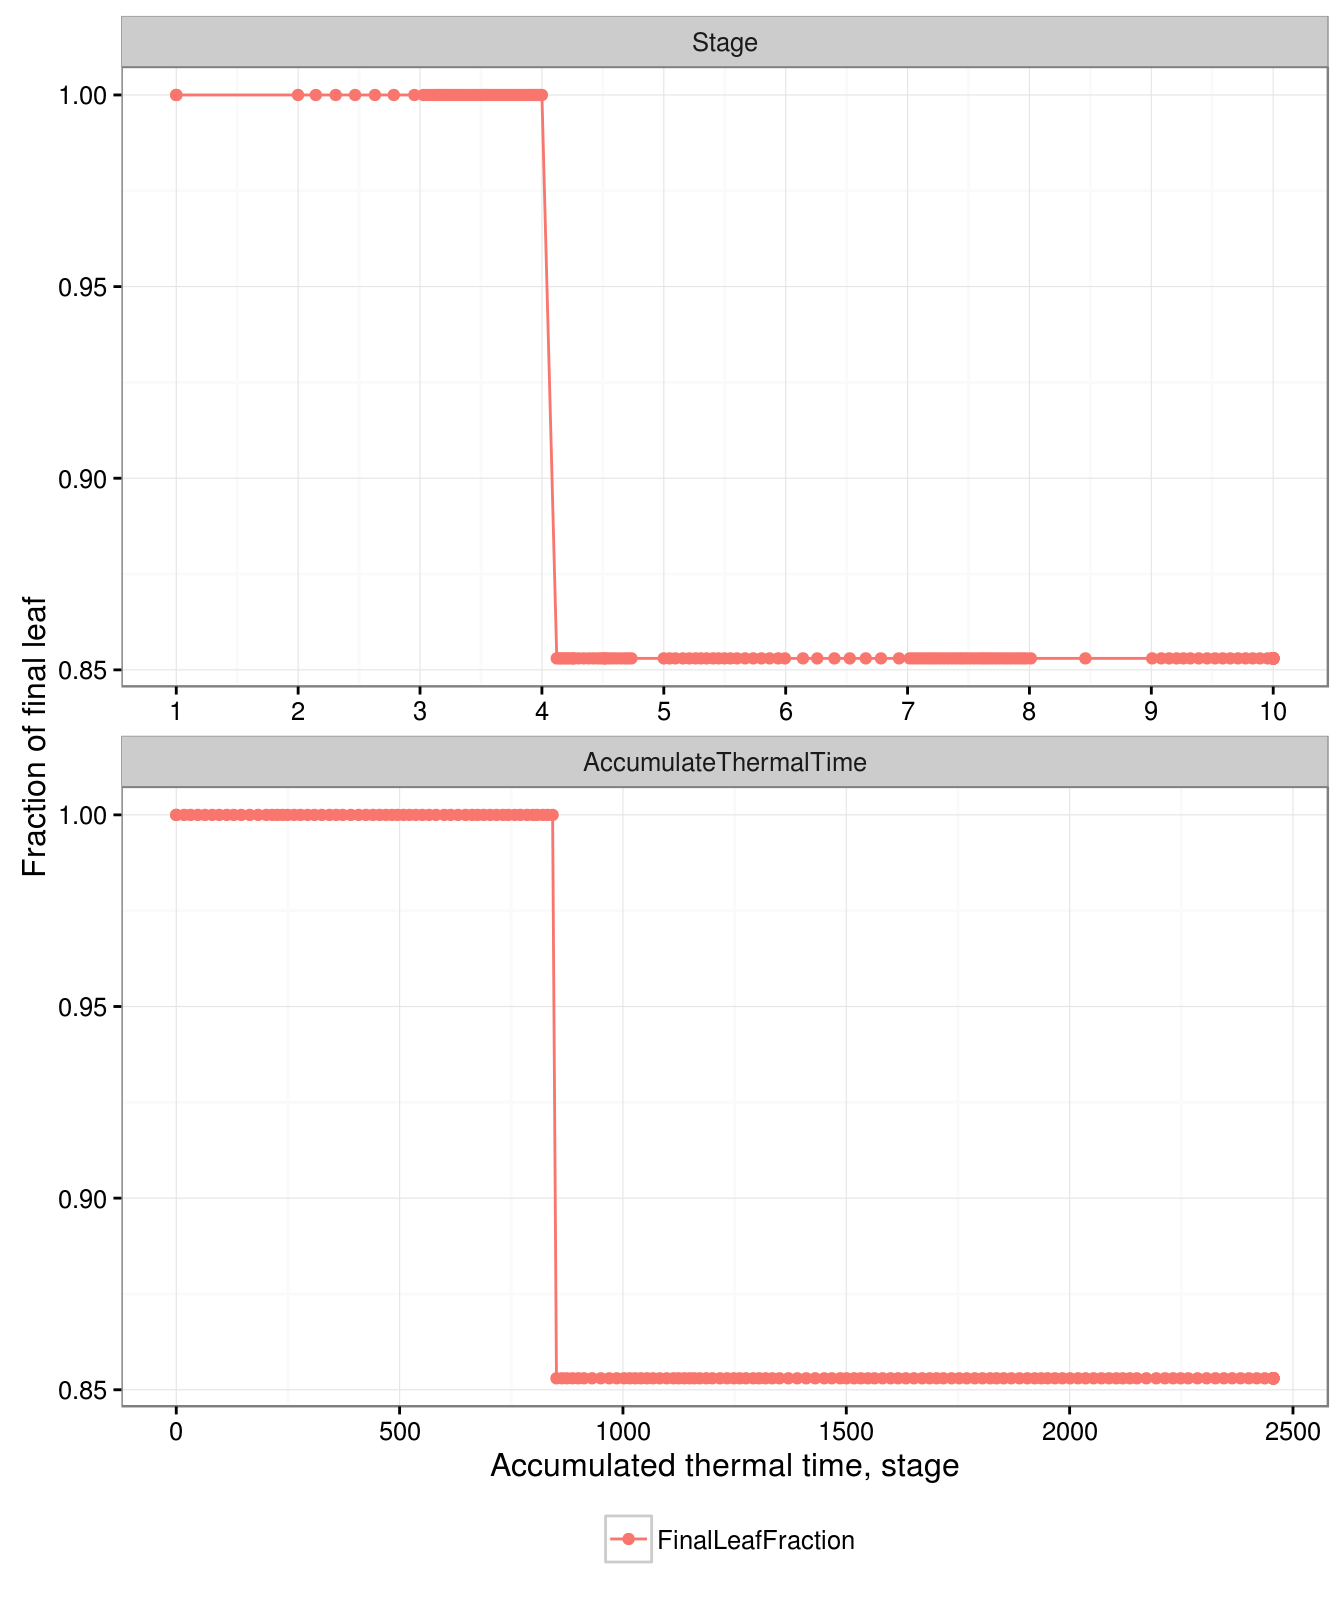 Stage
1.00
0.95
0.90
0.85
1 2 3 4 5 6 7 8 9 10
Fraction of final leaf
AccumulateThermalTime
1.00
0.95
0.90
0.85
0 500 1000 1500 2000 2500
Accumulated thermal time, stage
FinalLeafFraction